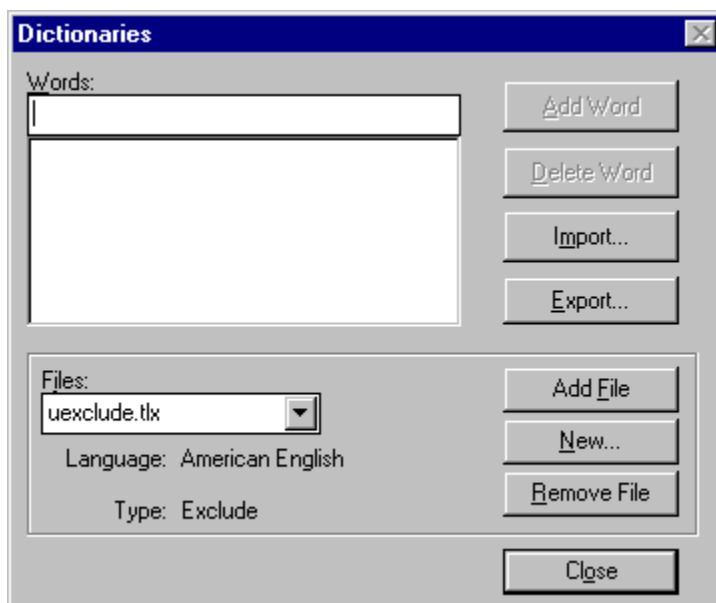 Dictionaries
Words:
Add Word
Delete Word
Import...
Export...
Files:
uexclude.tlx
Language: American English
Type: Exclude
Add File
New...
Remove File
Close